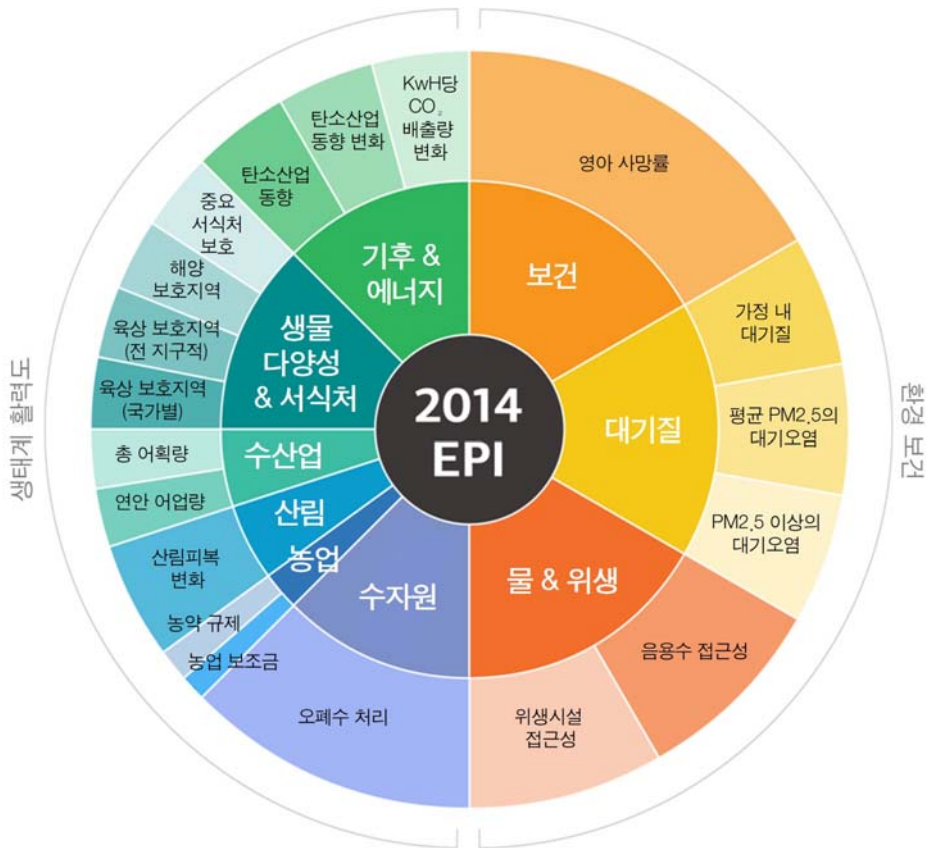 2014
EPI
보건
대기질
물 & 위생
수자원
농업
산림
수산업
생물
다양성
& 서식처
기후 &
에너지
영아 사망률
가정 내
대기질
평균 PM2.5의
대기오염
PM2.5 이상의
대기오염
음용수 접근성
위생시설
접근성
오폐수 처리
농업 보조금
농약 규제
산림피복
변화
연안 어업량
총 어획량
육상 보호지역
(국가별)
육상 보호지역
(전 지구적)
해양
보호지역
중요
서식처
보호
탄소산업
동향
탄소산업
동향 변화
KwH당
CO₂
배출량
변화
환경 보건
생태계 활력도